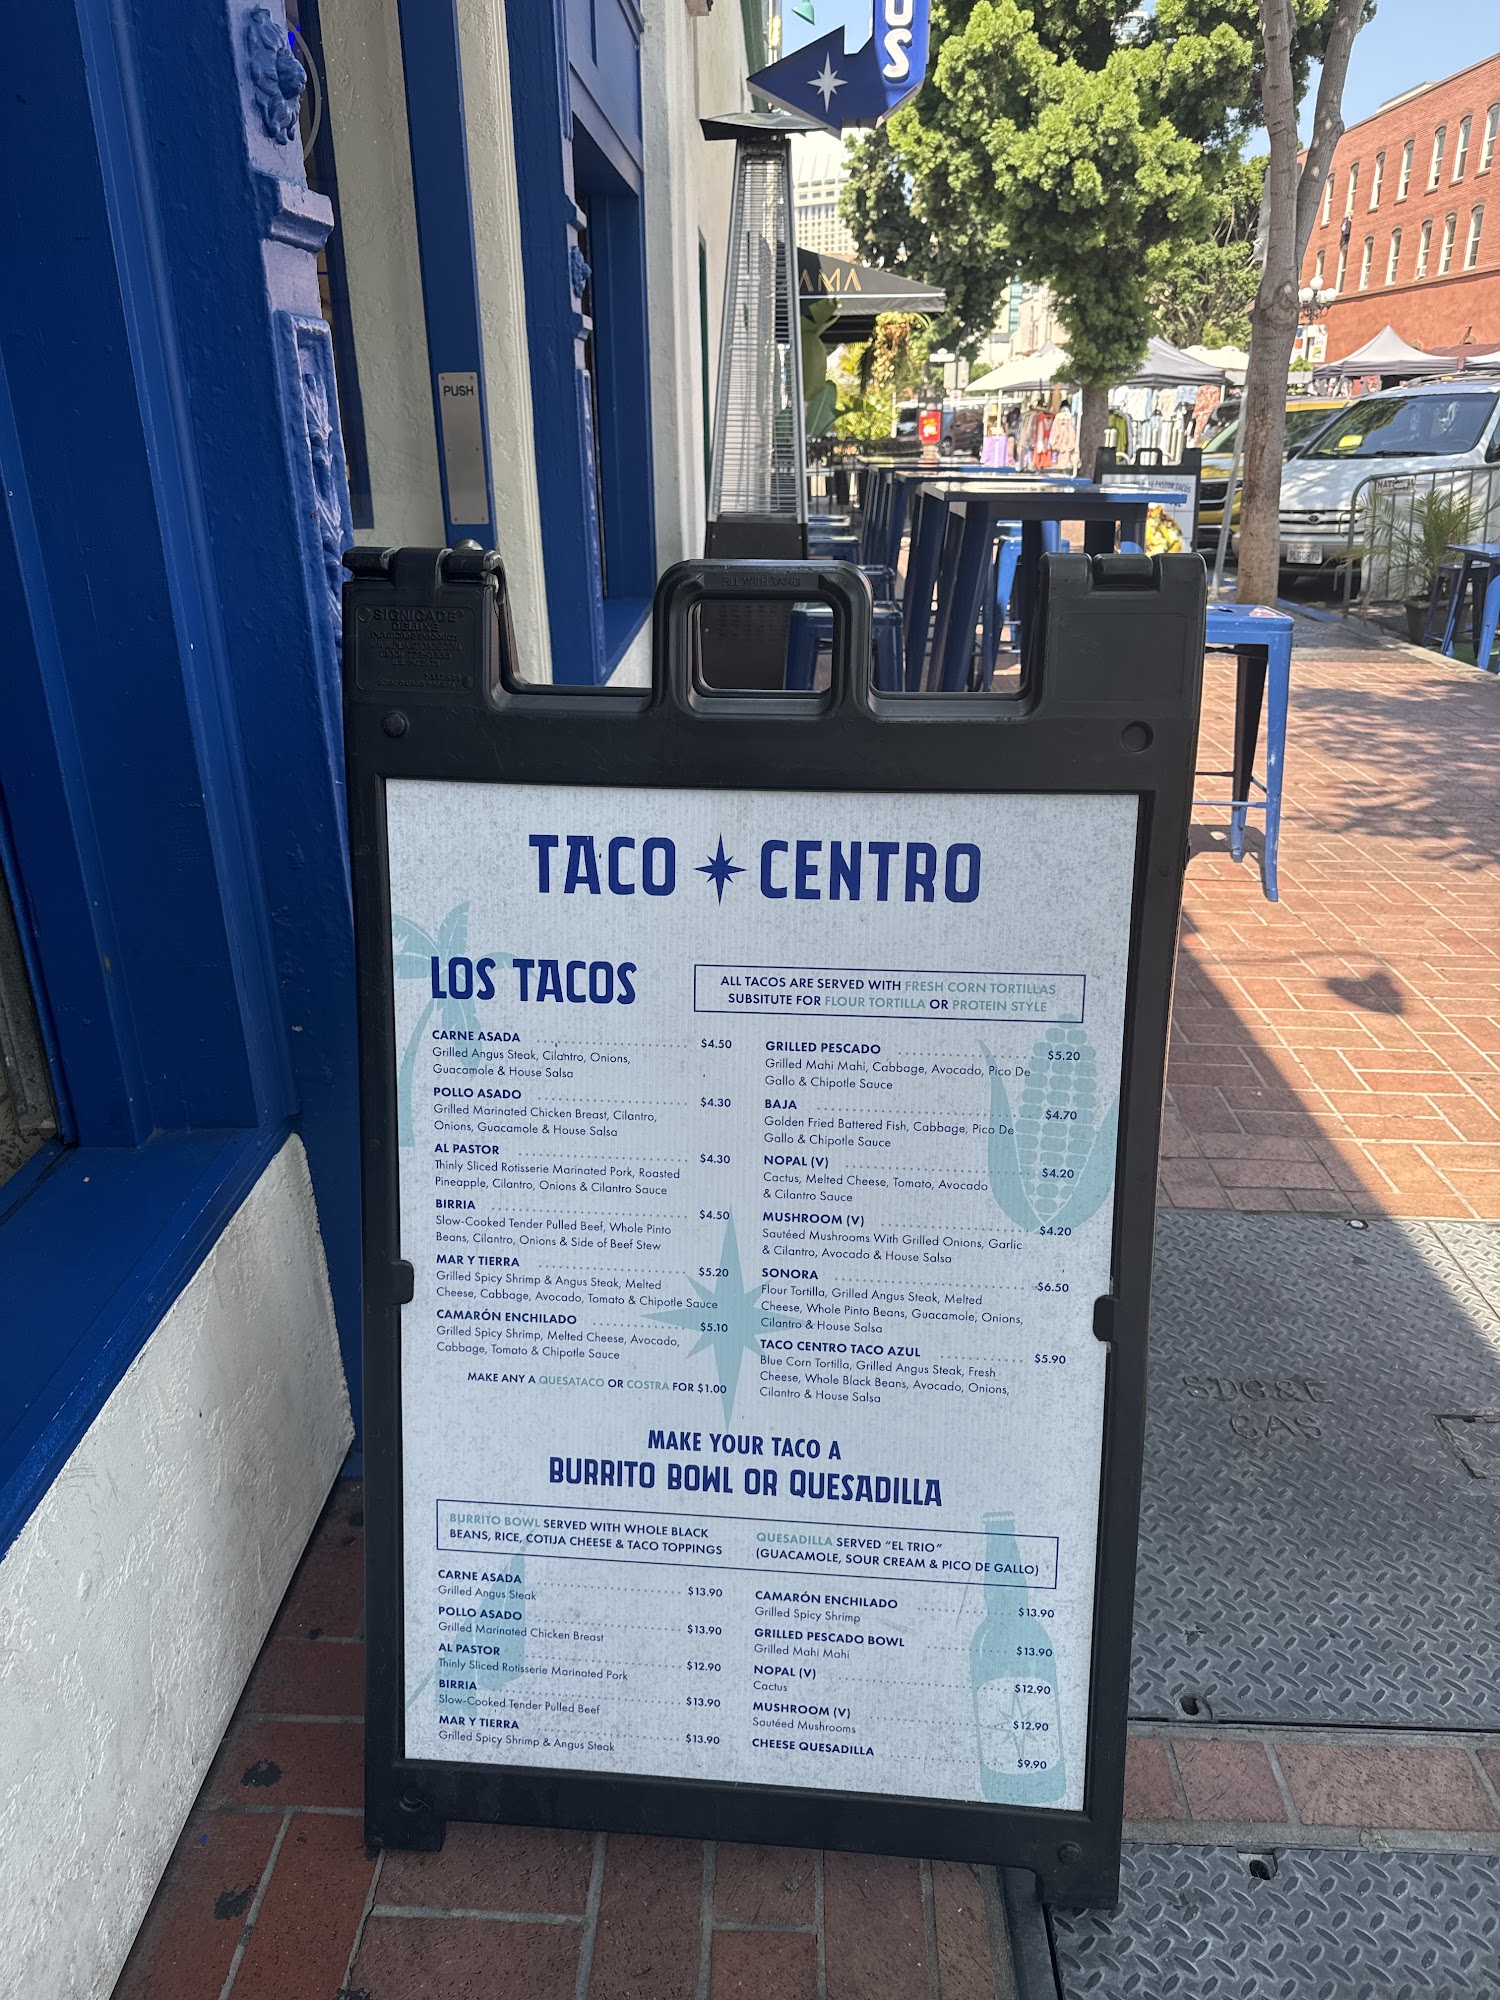 US
AMA
PUSH
FILL WITH SAND
SIGNICADE
DELUXE
TACO CENTRO
LOS TACOS
ALL TACOS ARE SERVED WITH FRESH CORN TORTILLAS
SUBSITUTE FOR FLOUR TORTILLA OR PROTEIN STYLE
CARNE ASADA $4.50
Grilled Angus Steak, Cilantro, Onions,
Guacamole & House Salsa
POLLO ASADO $4.30
Grilled Marinated Chicken Breast, Cilantro,
Onions, Guacamole & House Salsa
AL PASTOR $4.30
Thinly Sliced Rotisserie Marinated Pork, Roasted
Pineapple, Cilantro, Onions & Cilantro Sauce
BIRRIA $4.50
Slow-Cooked Tender Pulled Beef, Whole Pinto
Beans, Cilantro, Onions & Side of Beef Stew
MAR Y TIERRA $5.20
Grilled Spicy Shrimp & Angus Steak, Melted
Cheese, Cabbage, Avocado, Tomato & Chipotle Sauce
CAMARÓN ENCHILADO $5.10
Grilled Spicy Shrimp, Melted Cheese, Avocado,
Cabbage, Tomato & Chipotle Sauce
MAKE ANY A QUESATACO OR COSTRA FOR $1.00
GRILLED PESCADO $5.20
Grilled Mahi Mahi, Cabbage, Avocado, Pico De
Gallo & Chipotle Sauce
BAJA $4.70
Golden Fried Battered Fish, Cabbage, Pico De
Gallo & Chipotle Sauce
NOPAL (V) $4.20
Cactus, Melted Cheese, Tomato, Avocado
& Cilantro Sauce
MUSHROOM (V) $4.20
Sautéed Mushrooms With Grilled Onions, Garlic
& Cilantro, Avocado & House Salsa
SONORA $6.50
Flour Tortilla, Grilled Angus Steak, Melted
Cheese, Whole Pinto Beans, Guacamole, Onions,
Cilantro & House Salsa
TACO CENTRO TACO AZUL $5.90
Blue Corn Tortilla, Grilled Angus Steak, Fresh
Cheese, Whole Black Beans, Avocado, Onions,
Cilantro & House Salsa
MAKE YOUR TACO A
BURRITO BOWL OR QUESADILLA
BURRITO BOWL SERVED WITH WHOLE BLACK
BEANS, RICE, COTIJA CHEESE & TACO TOPPINGS
QUESADILLA SERVED "EL TRIO"
(GUACAMOLE, SOUR CREAM & PICO DE GALLO)
CARNE ASADA $13.90
Grilled Angus Steak
POLLO ASADO $13.90
Grilled Marinated Chicken Breast
AL PASTOR $12.90
Thinly Sliced Rotisserie Marinated Pork
BIRRIA $13.90
Slow-Cooked Tender Pulled Beef
MAR Y TIERRA $13.90
Grilled Spicy Shrimp & Angus Steak
CAMARÓN ENCHILADO $13.90
Grilled Spicy Shrimp
GRILLED PESCADO BOWL $13.90
Grilled Mahi Mahi
NOPAL (V) $12.90
Cactus
MUSHROOM (V) $12.90
Sautéed Mushrooms
CHEESE QUESADILLA $9.90
SDG&E
GAS